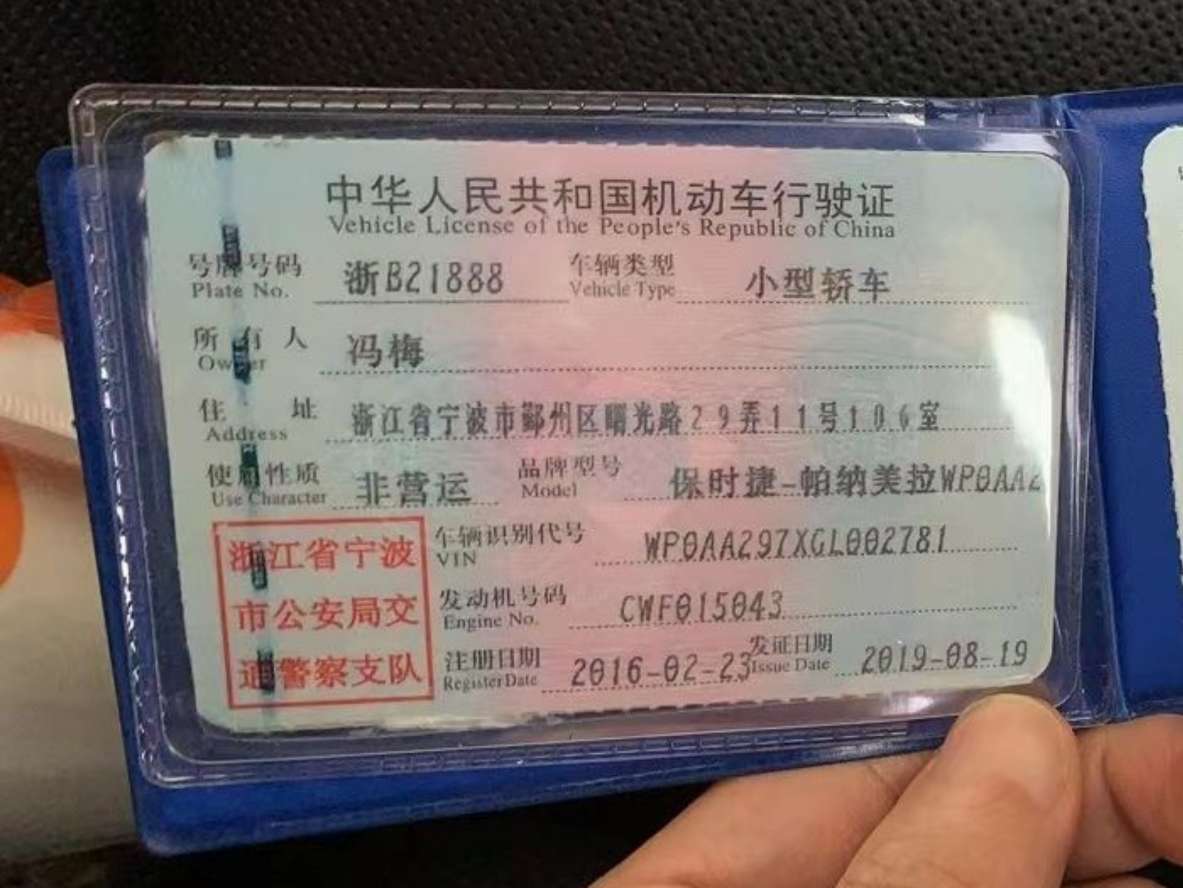 中华人民共和国机动车行驶证
Vehicle License of the People's Republic of China
号牌号码 浙B21888 车辆类型 小型轿车
Plate No. Vehicle Type
所有人 冯梅
Owner
住址 浙江省宁波市鄞州区曙光路29弄11号106室
Address
使用性质 非营运 品牌型号 保时捷-帕纳美拉WP0AA2
Use Character Model
浙江省宁波
市公安局交
通警察支队
车辆识别代号 WP0AA297XGL002781
VIN
发动机号码 CWF015043
Engine No.
注册日期 2016-02-23 发证日期 2019-08-19
Register Date Issue Date